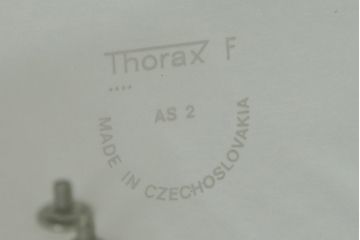 Thorax F
AS 2
MADE IN CZECHOSLOVAKIA